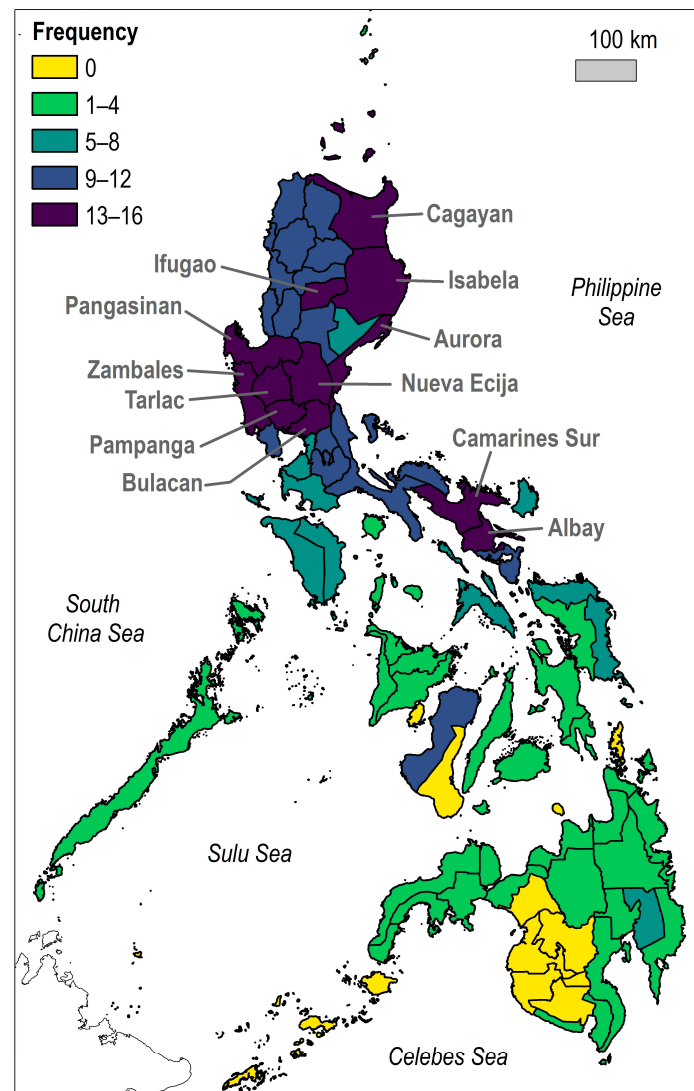 Frequency
0
1–4
5–8
9–12
13–16
100 km
Cagayan
Ifugao
Isabela
Philippine
Sea
Pangasinan
Aurora
Zambales
Nueva Ecija
Tarlac
Pampanga
Camarines Sur
Bulacan
Albay
South
China Sea
Sulu Sea
Celebes Sea